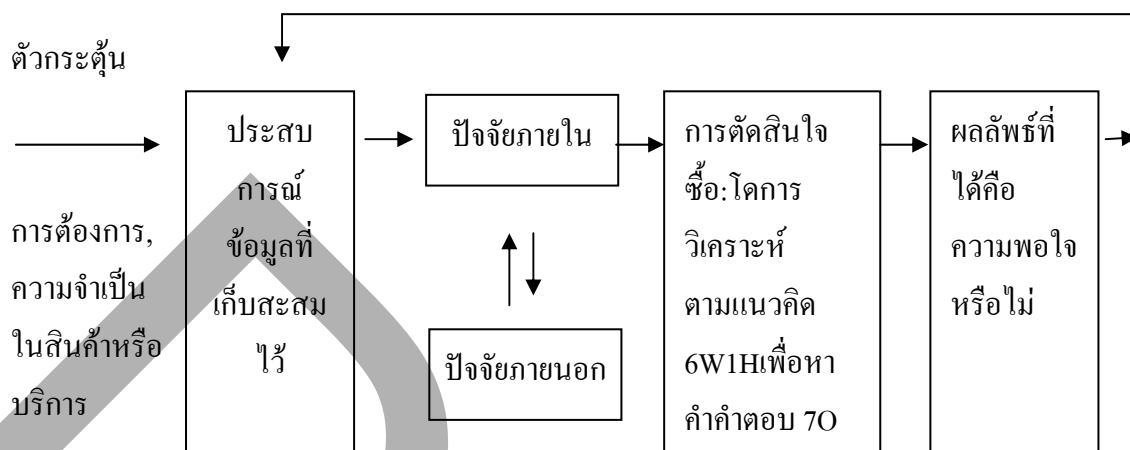 ตัวกระตุ้น
การต้องการ,
ความจำเป็น
ในสินค้าหรือ
บริการ
ประสบ
การณ์
ข้อมูลที่
เก็บสะสม
ไว้
ปัจจัยภายใน
ปัจจัยภายนอก
การตัดสินใจ
ซื้อ:โดการ
วิเคราะห์
ตามแนวคิด
6W1Hเพื่อหา
คำคำตอบ 7O
ผลลัพธ์ที่
ได้คือ
ความพอใจ
หรือไม่